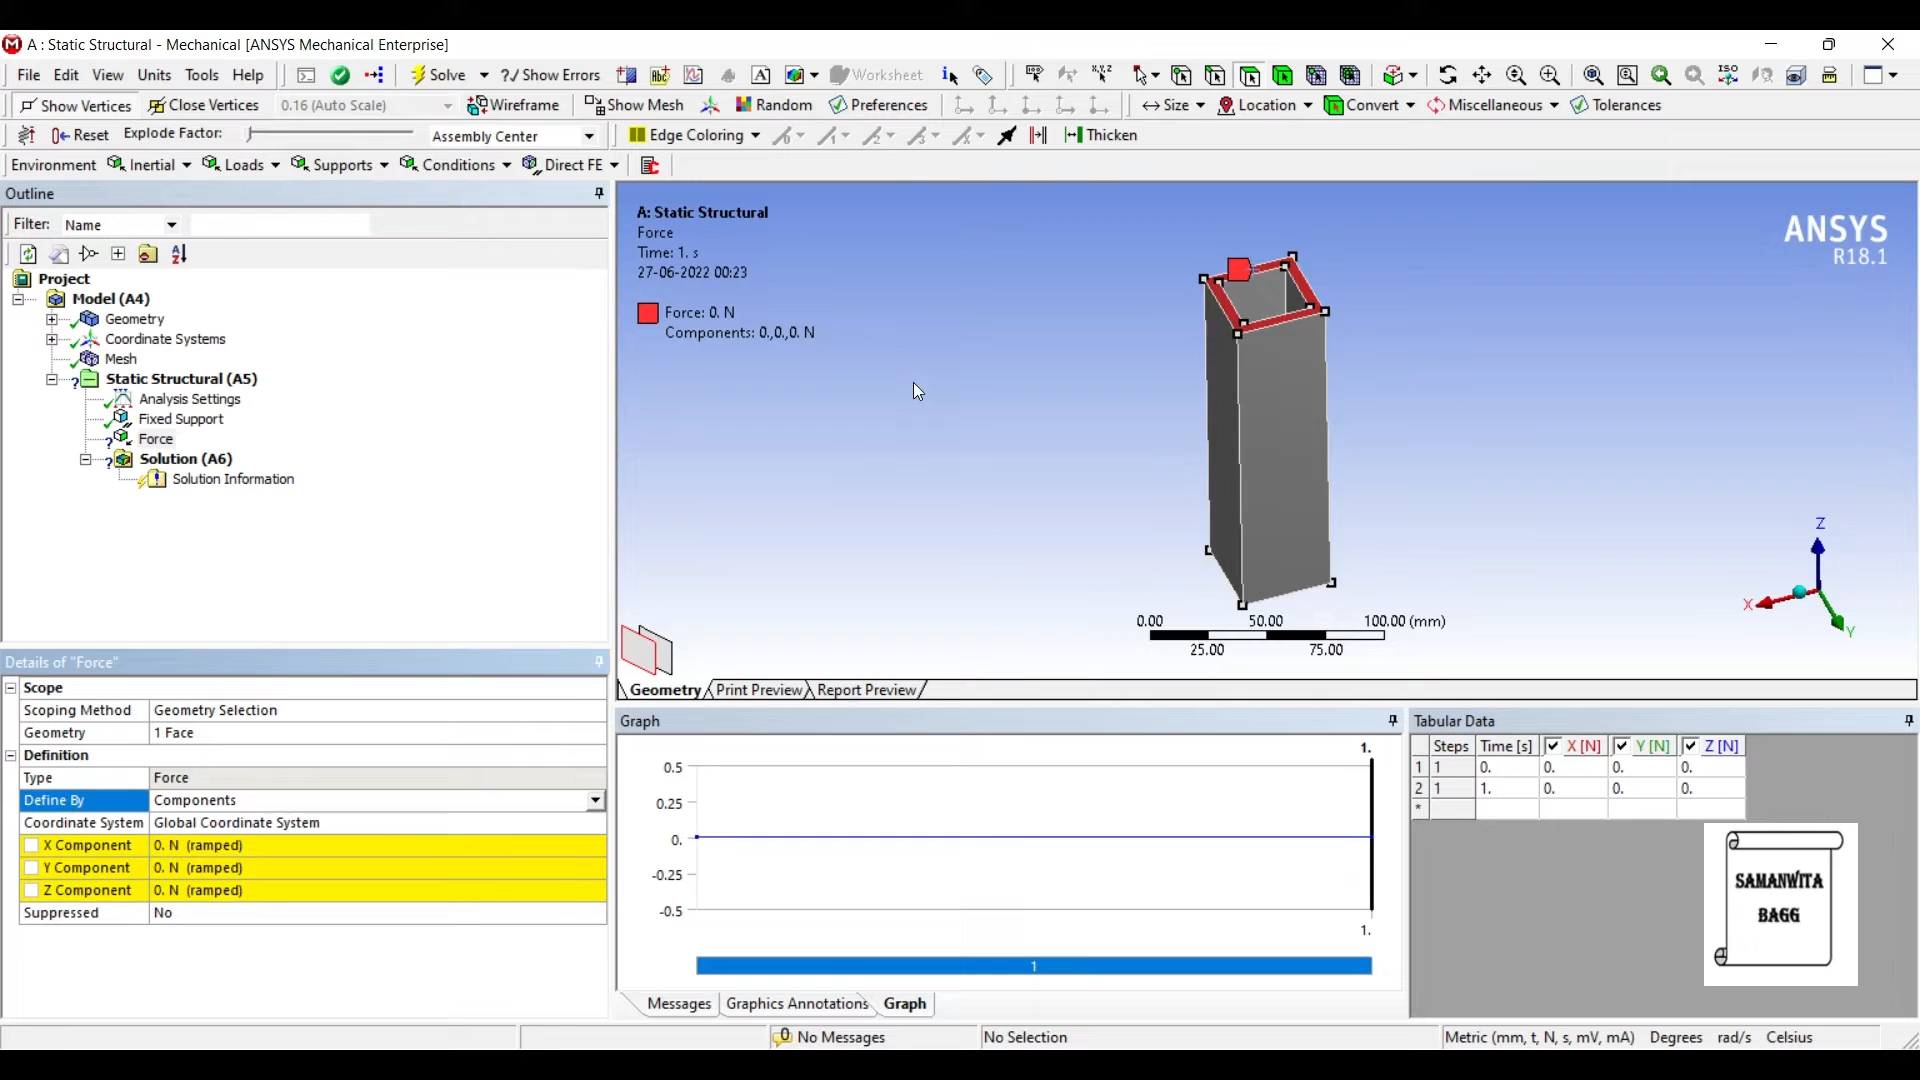 A : Static Structural - Mechanical [ANSYS Mechanical Enterprise]
File Edit View Units Tools Help Solve ?/ Show Errors Worksheet
Show Vertices Close Vertices 0.16 (Auto Scale) Wireframe Show Mesh Random Preferences Size Location Convert Miscellaneous Tolerances
Reset Explode Factor: Assembly Center Edge Coloring Thicken
Environment Inertial Loads Supports Conditions Direct FE
Outline
Filter: Name
Project
Model (A4)
Geometry
Coordinate Systems
Mesh
Static Structural (A5)
Analysis Settings
Fixed Support
Force
Solution (A6)
Solution Information
A: Static Structural
Force
Time: 1. s
27-06-2022 00:23
Force: 0. N
Components: 0.,0.,0. N
ANSYS
R18.1
Z
X
Y
0.00 50.00 100.00 (mm)
25.00 75.00
Geometry Print Preview Report Preview
Details of "Force"
Scope
Scoping Method Geometry Selection
Geometry 1 Face
Definition
Type Force
Define By Components
Coordinate System Global Coordinate System
X Component 0. N (ramped)
Y Component 0. N (ramped)
Z Component 0. N (ramped)
Suppressed No
Graph
1.
0.5
0.25
0.
-0.25
-0.5
1.
1
Messages Graphics Annotations Graph
Tabular Data
Steps Time [s] X [N] Y [N] Z [N]
1 1 0. 0. 0. 0.
2 1 1. 0. 0. 0.
*
SAMANWITA
BAGG
No Messages No Selection Metric (mm, t, N, s, mV, mA) Degrees rad/s Celsius